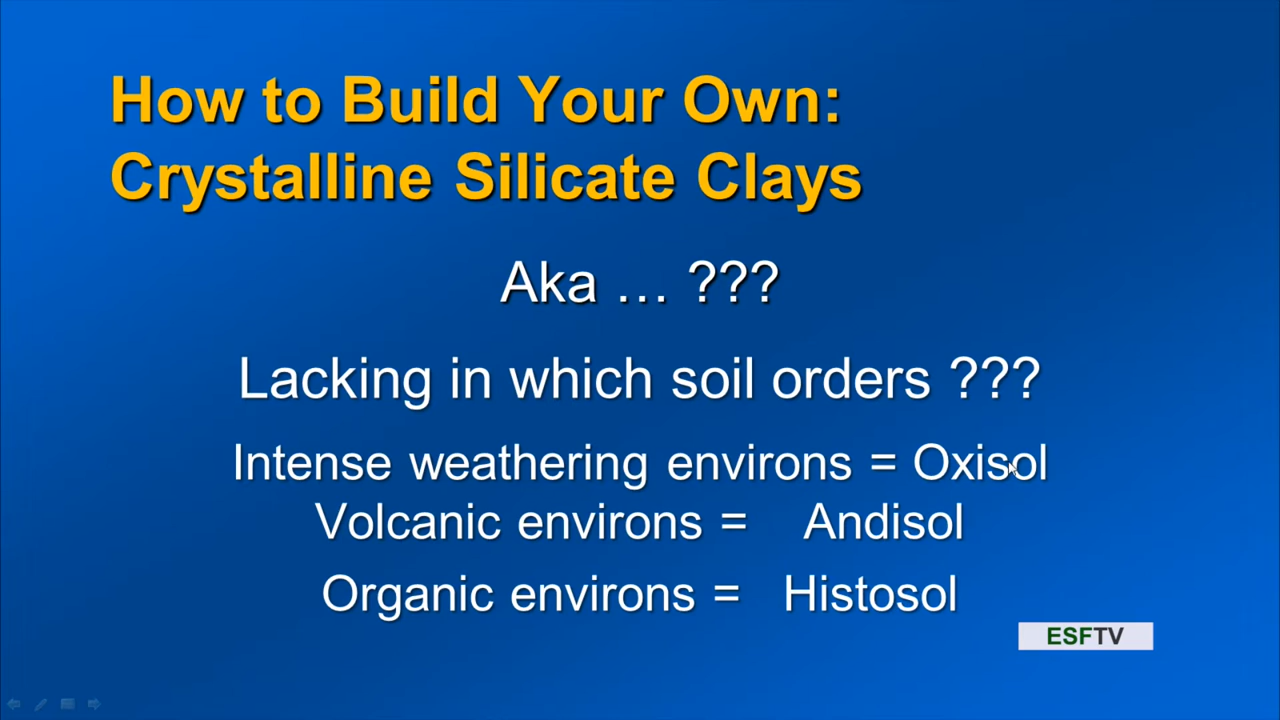 How to Build Your Own:
Crystalline Silicate Clays
Aka … ???
Lacking in which soil orders ???
Intense weathering environs = Oxisol
Volcanic environs = Andisol
Organic environs = Histosol
ESFTV